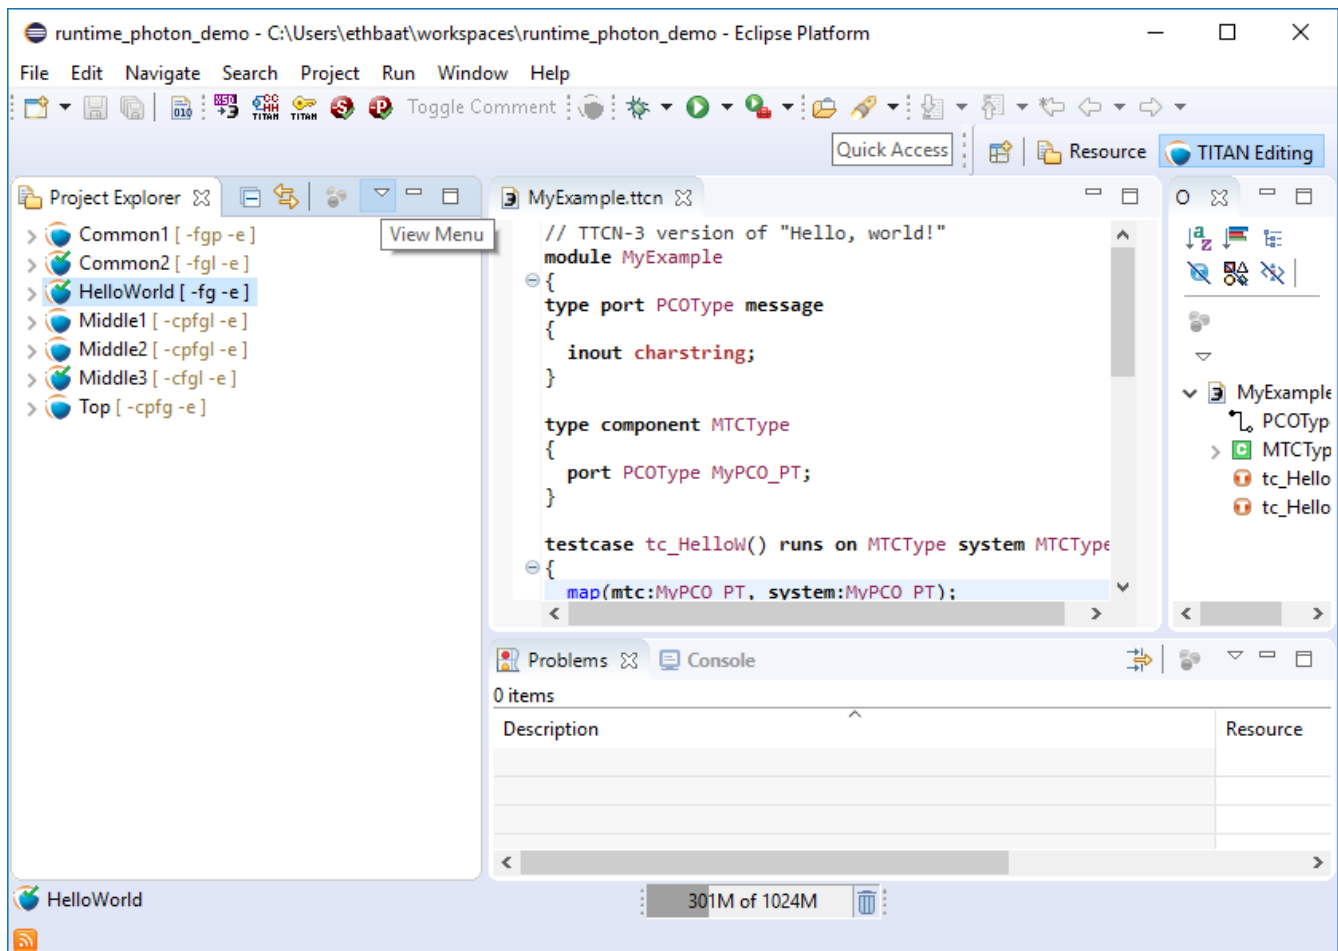 runtime_photon_demo - C:\Users\ethbaat\workspaces\runtime_photon_demo - Eclipse Platform
File Edit Navigate Search Project Run Window Help
010 TITAN TITAN Toggle Comment
Quick Access Resource TITAN Editing
Project Explorer
View Menu
Common1 [ -fgp -e ]
Common2 [ -fgl -e ]
HelloWorld [ -fg -e ]
Middle1 [ -cpfgl -e ]
Middle2 [ -cpfgl -e ]
Middle3 [ -cfgl -e ]
Top [ -cpfg -e ]
MyExample.ttcn
// TTCN-3 version of "Hello, world!"
module MyExample
{
type port PCOType message
{
inout charstring;
}
type component MTCType
{
port PCOType MyPCO_PT;
}
testcase tc_HelloW() runs on MTCType system MTCType
{
map(mtc:MyPCO_PT, system:MyPCO_PT);
O
MyExample
PCOTyp
MTCTyp
tc_Hello
tc_Hello
Problems Console
0 items
Description Resource
HelloWorld 301M of 1024M